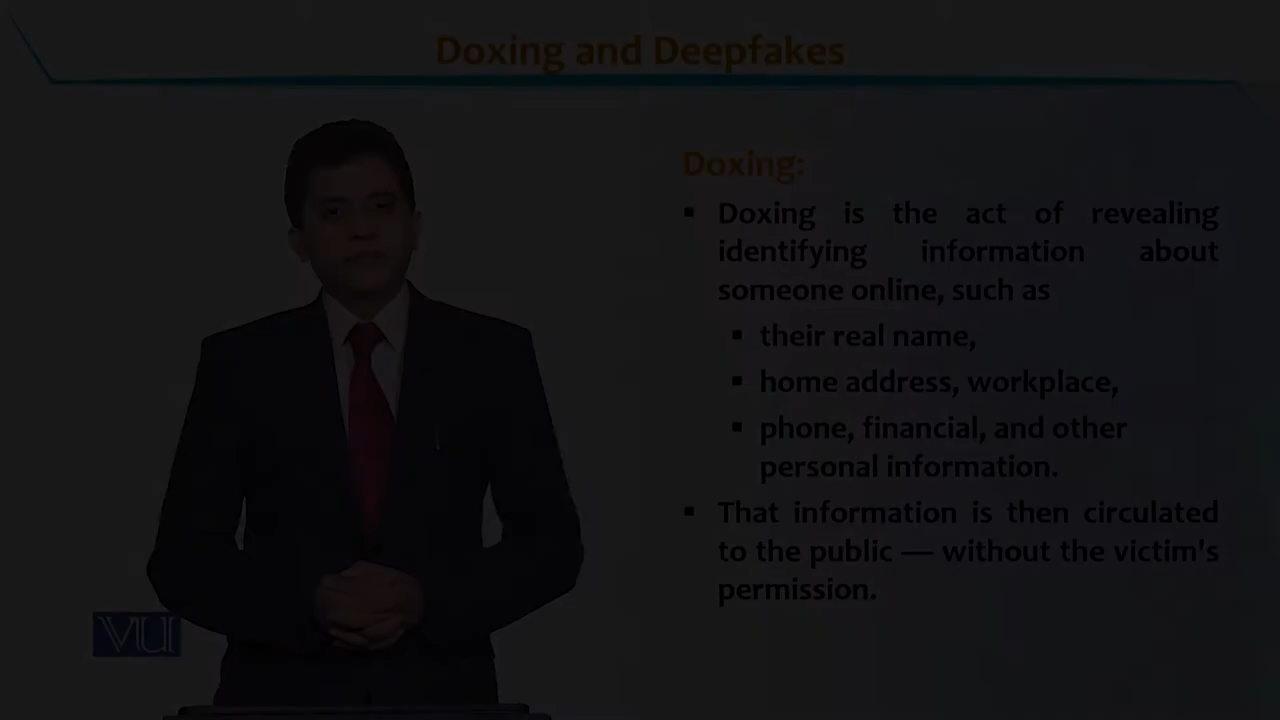 Doxing and Deepfakes
Doxing:
▪ Doxing is the act of revealing
identifying information about
someone online, such as
▪ their real name,
▪ home address, workplace,
▪ phone, financial, and other
personal information.
▪ That information is then circulated
to the public — without the victim's
permission.
VU